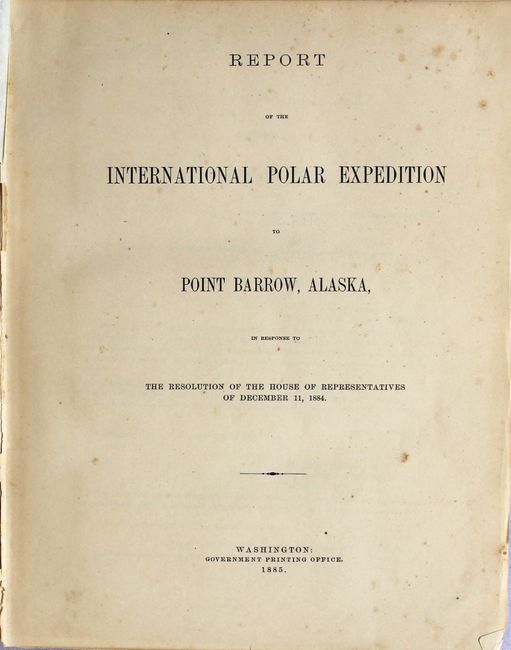 REPORT
OF THE
INTERNATIONAL POLAR EXPEDITION
TO
POINT BARROW, ALASKA,
IN RESPONSE TO
THE RESOLUTION OF THE HOUSE OF REPRESENTATIVES
OF DECEMBER 11, 1884.
WASHINGTON:
GOVERNMENT PRINTING OFFICE.
1885.